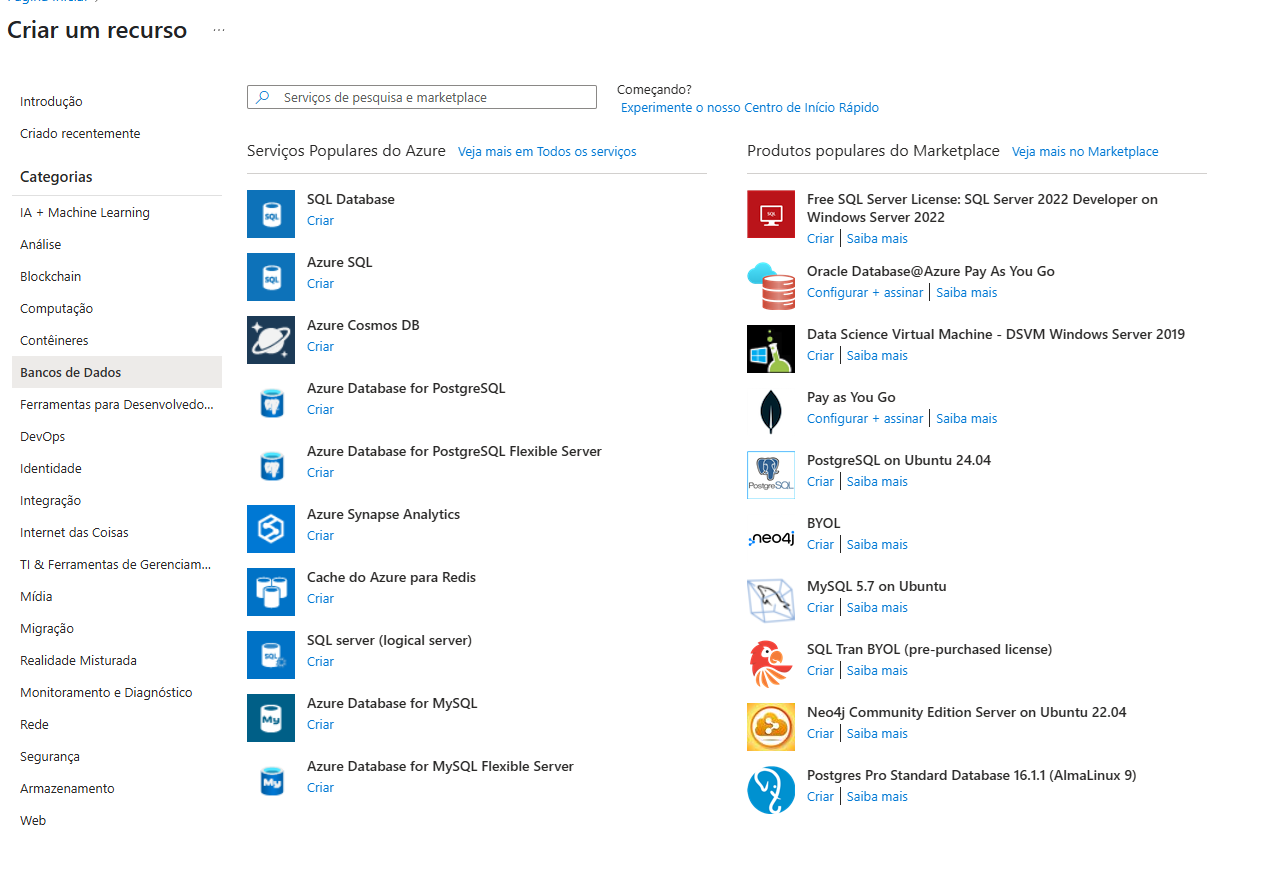 Criar um recurso
...
Introdução
Criado recentemente
Categorias
IA + Machine Learning
Análise
Blockchain
Computação
Contêineres
Bancos de Dados
Ferramentas para Desenvolvedo...
DevOps
Identidade
Integração
Internet das Coisas
TI & Ferramentas de Gerenciam...
Mídia
Migração
Realidade Misturada
Monitoramento e Diagnóstico
Rede
Segurança
Armazenamento
Web
Serviços de pesquisa e marketplace
Começando?
Experimente o nosso Centro de Início Rápido
Serviços Populares do Azure Veja mais em Todos os serviços
SQL
SQL Database
Criar
SQL
Azure SQL
Criar
Azure Cosmos DB
Criar
Azure Database for PostgreSQL
Criar
Azure Database for PostgreSQL Flexible Server
Criar
Azure Synapse Analytics
Criar
Cache do Azure para Redis
Criar
SQL
SQL server (logical server)
Criar
My
Azure Database for MySQL
Criar
My
Azure Database for MySQL Flexible Server
Criar
Produtos populares do Marketplace Veja mais no Marketplace
SQL
Free SQL Server License: SQL Server 2022 Developer on
Windows Server 2022
Criar | Saiba mais
Oracle Database@Azure Pay As You Go
Configurar + assinar | Saiba mais
Data Science Virtual Machine - DSVM Windows Server 2019
Criar | Saiba mais
Pay as You Go
Configurar + assinar | Saiba mais
PostgreSQL
PostgreSQL on Ubuntu 24.04
Criar | Saiba mais
neo4j
BYOL
Criar | Saiba mais
MySQL 5.7 on Ubuntu
Criar | Saiba mais
SQL Tran BYOL (pre-purchased license)
Criar | Saiba mais
Neo4j Community Edition Server on Ubuntu 22.04
Criar | Saiba mais
Postgres Pro Standard Database 16.1.1 (AlmaLinux 9)
Criar | Saiba mais